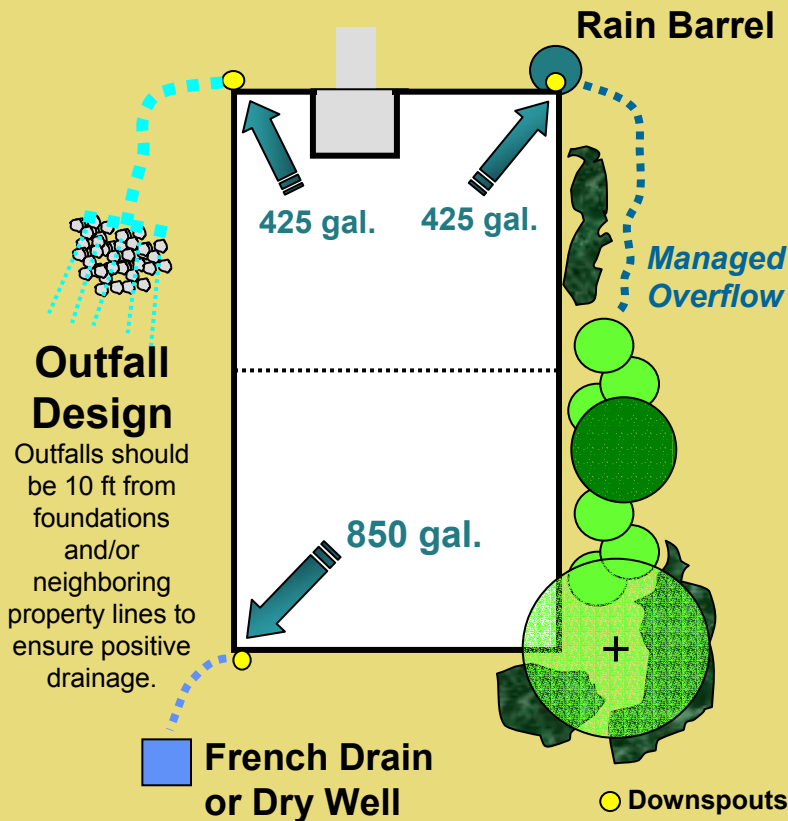 Rain Barrel
425 gal.
425 gal.
Managed
Overflow
Outfall
Design
Outfalls should
be 10 ft from
foundations
and/or
neighboring
property lines to
ensure positive
drainage.
850 gal.
French Drain
or Dry Well
Downspouts